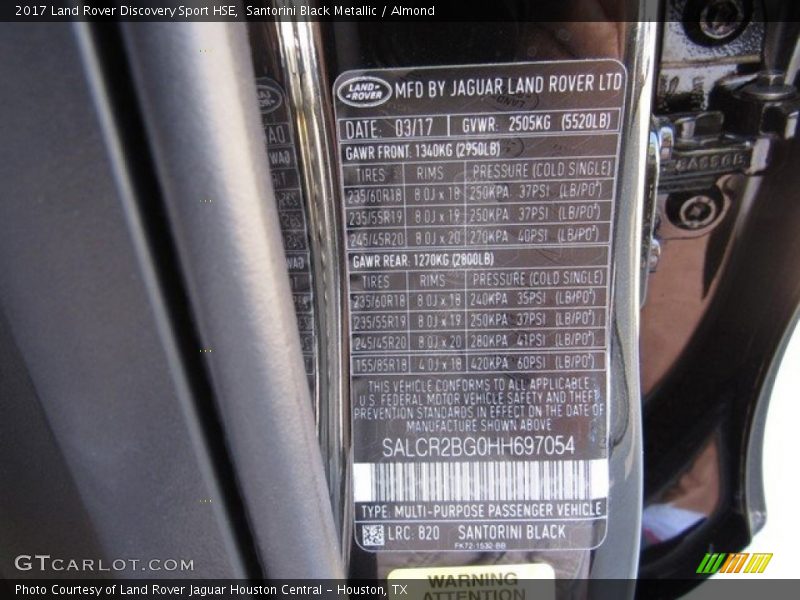 2017 Land Rover Discovery Sport HSE, Santorini Black Metallic / Almond
LAND ROVER MFD BY JAGUAR LAND ROVER LTD
DATE: 03/17 GVWR: 2505KG (5520LB)
GAWR FRONT. 1340KG (2950LB)
TIRES RIMS PRESSURE (COLD SINGLE)
235/60R18 8.0J x 18 250KPA 37PSI (LB/PO²)
235/55R19 8.0J x 19 250KPA 37PSI (LB/PO²)
245/45R20 8.0J x 20 270KPA 40PSI (LB/PO²)
GAWR REAR. 1270KG (2800LB)
TIRES RIMS PRESSURE (COLD SINGLE)
235/60R18 8.0J x 18 240KPA 35PSI (LB/PO²)
235/55R19 8.0J x 19 250KPA 37PSI (LB/PO²)
245/45R20 8.0J x 20 280KPA 41PSI (LB/PO²)
155/85R18 4.0J x 18 420KPA 60PSI (LB/PO²)
THIS VEHICLE CONFORMS TO ALL APPLICABLE
U.S. FEDERAL MOTOR VEHICLE SAFETY AND THEFT
PREVENTION STANDARDS IN EFFECT ON THE DATE OF
MANUFACTURE SHOWN ABOVE
SALCR2BG0HH697054
TYPE: MULTI-PURPOSE PASSENGER VEHICLE
LRC: 820 SANTORINI BLACK
FK72-1532-BB
WARNING
ATTENTION
GTCARLOT.COM
Photo Courtesy of Land Rover Jaguar Houston Central - Houston, TX